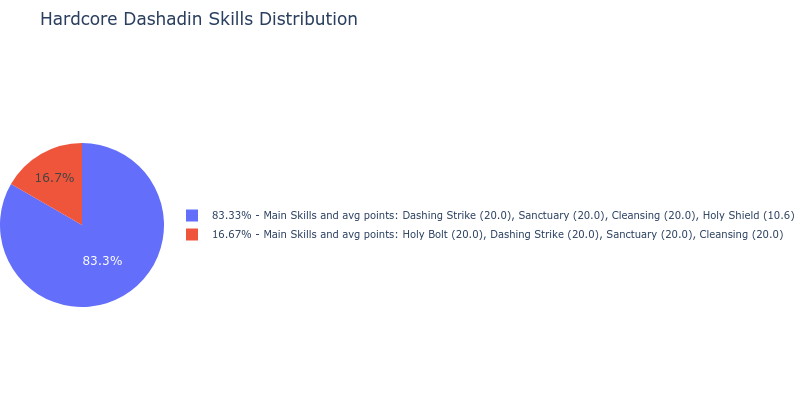 Hardcore Dashadin Skills Distribution
16.7%
83.3%
83.33% - Main Skills and avg points: Dashing Strike (20.0), Sanctuary (20.0), Cleansing (20.0), Holy Shield (10.6)
16.67% - Main Skills and avg points: Holy Bolt (20.0), Dashing Strike (20.0), Sanctuary (20.0), Cleansing (20.0)